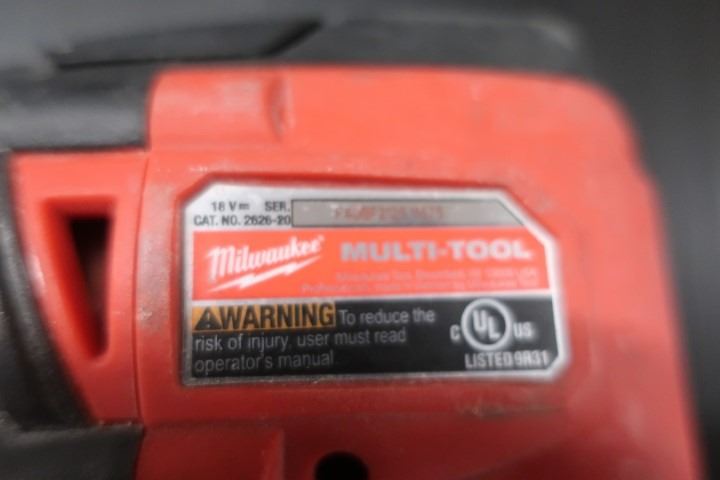 18 V⎓ SER.
CAT. NO. 2626-20
Milwaukee®
MULTI-TOOL
WARNING To reduce the
risk of injury, user must read
operator's manual.
C UL US
LISTED 9R31